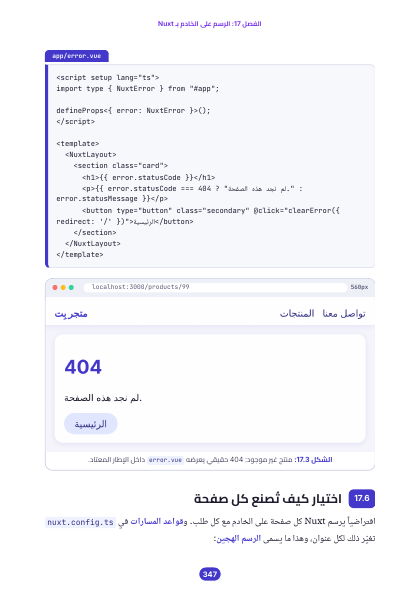 الفصل 17: الرسم على الخادم بـ Nuxt
app/error.vue
<script setup lang="ts">
import type { NuxtError } from "#app";
defineProps<{ error: NuxtError }>();
</script>
<template>
<NuxtLayout>
<section class="card">
<h1>{{ error.statusCode }}</h1>
<p>{{ error.statusCode === 404 ? "لم نجد هذه الصفحة." :
error.statusMessage }}</p>
<button type="button" class="secondary" @click="clearError({
redirect: '/' })">الرئيسية</button>
</section>
</NuxtLayout>
</template>
localhost:3000/products/99
560px
متجر بِت
المنتجات تواصل معنا
404
لم نجد هذه الصفحة.
الرئيسية
الشكل 17.3: منتج غير موجود: 404 حقيقي يعرضه error.vue داخل الإطار المعتاد.
17.6 اختيار كيف تُصنع كل صفحة
افتراضياً يرسم Nuxt كل صفحة على الخادم مع كل طلب. وقواعد المسارات في nuxt.config.ts
تغيّر ذلك لكل عنوان، وهذا ما يسمى الرسم الهجين:
347